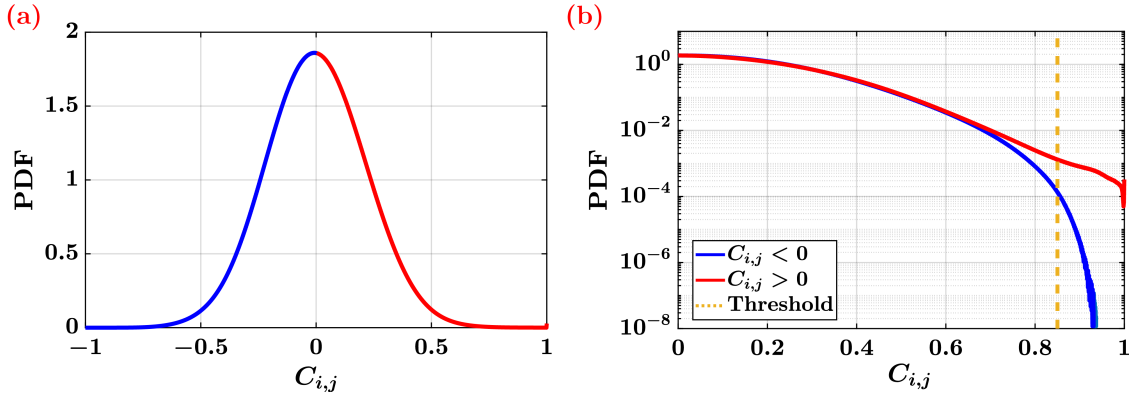 (a)
PDF
2
1.5
1
0.5
0
−1
−0.5
0
0.5
1
C_{i,j}
(b)
PDF
10^0
10^{−2}
10^{−4}
10^{−6}
10^{−8}
C_{i,j} < 0
C_{i,j} > 0
Threshold
0
0.2
0.4
0.6
0.8
1
C_{i,j}